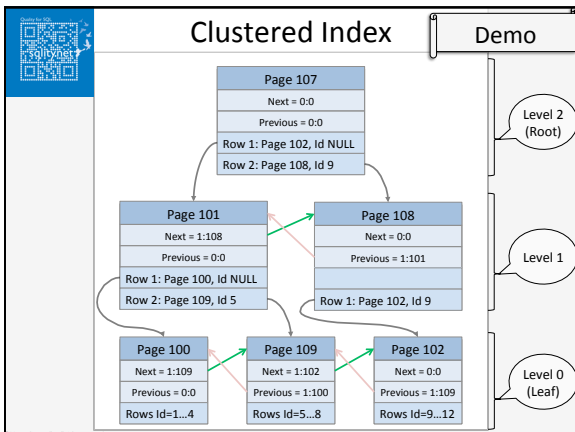 Quality for SQL
sqlity.net
Clustered Index
Demo
Page 107
Next = 0:0
Previous = 0:0
Row 1: Page 102, Id NULL
Row 2: Page 108, Id 9
Level 2
(Root)
Page 101
Next = 1:108
Previous = 0:0
Row 1: Page 100, Id NULL
Row 2: Page 109, Id 5
Page 108
Next = 0:0
Previous = 1:101
Row 1: Page 102, Id 9
Level 1
Page 100
Next = 1:109
Previous = 0:0
Rows Id=1...4
Page 109
Next = 1:102
Previous = 1:100
Rows Id=5...8
Page 102
Next = 0:0
Previous = 1:109
Rows Id=9...12
Level 0
(Leaf)